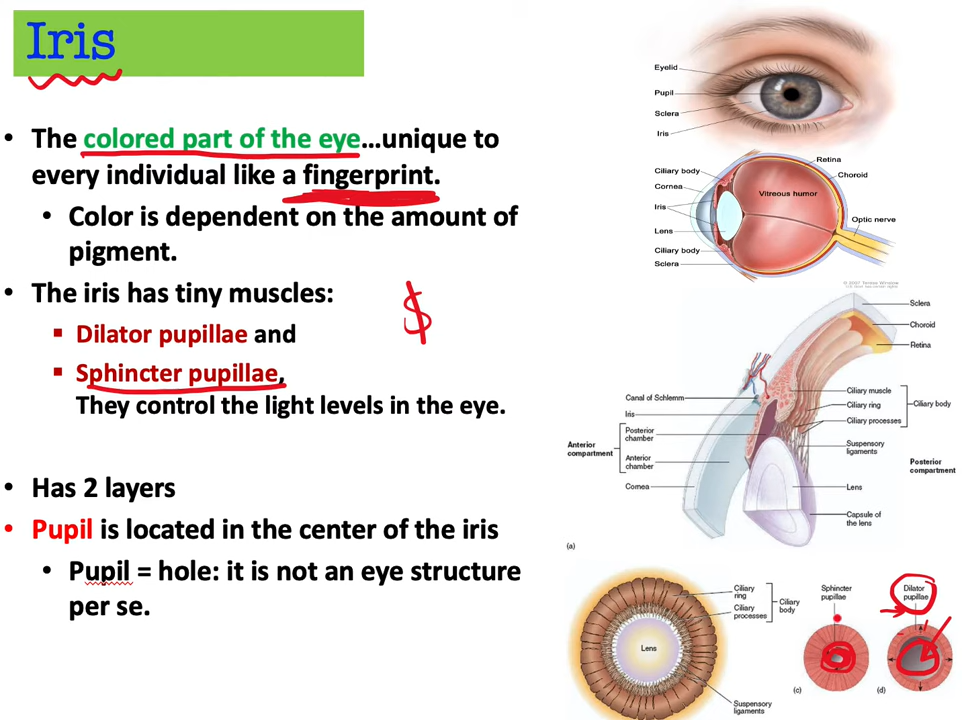 Iris
• The colored part of the eye...unique to
every individual like a fingerprint.
• Color is dependent on the amount of
pigment.
• The iris has tiny muscles:
▪ Dilator pupillae and
▪ Sphincter pupillae,
They control the light levels in the eye.
$
• Has 2 layers
• Pupil is located in the center of the iris
• Pupil = hole: it is not an eye structure
per se.
Eyelid
Pupil
Sclera
Iris
Ciliary body
Cornea
Iris
Lens
Ciliary body
Sclera
Retina
Choroid
Vitreous humor
Optic nerve
Sclera
Choroid
Retina
Canal of Schlemm
Iris
Posterior
chamber
Anterior
compartment
Anterior
chamber
Cornea
Ciliary muscle
Ciliary ring
Ciliary processes
Ciliary body
Suspensory
ligaments
Posterior
compartment
Lens
Capsule of
the lens
(a)
Ciliary
ring
Ciliary
processes
Ciliary
body
Lens
Suspensory
ligaments
Sphincter
pupillae
(c)
Dilator
pupillae
(d)